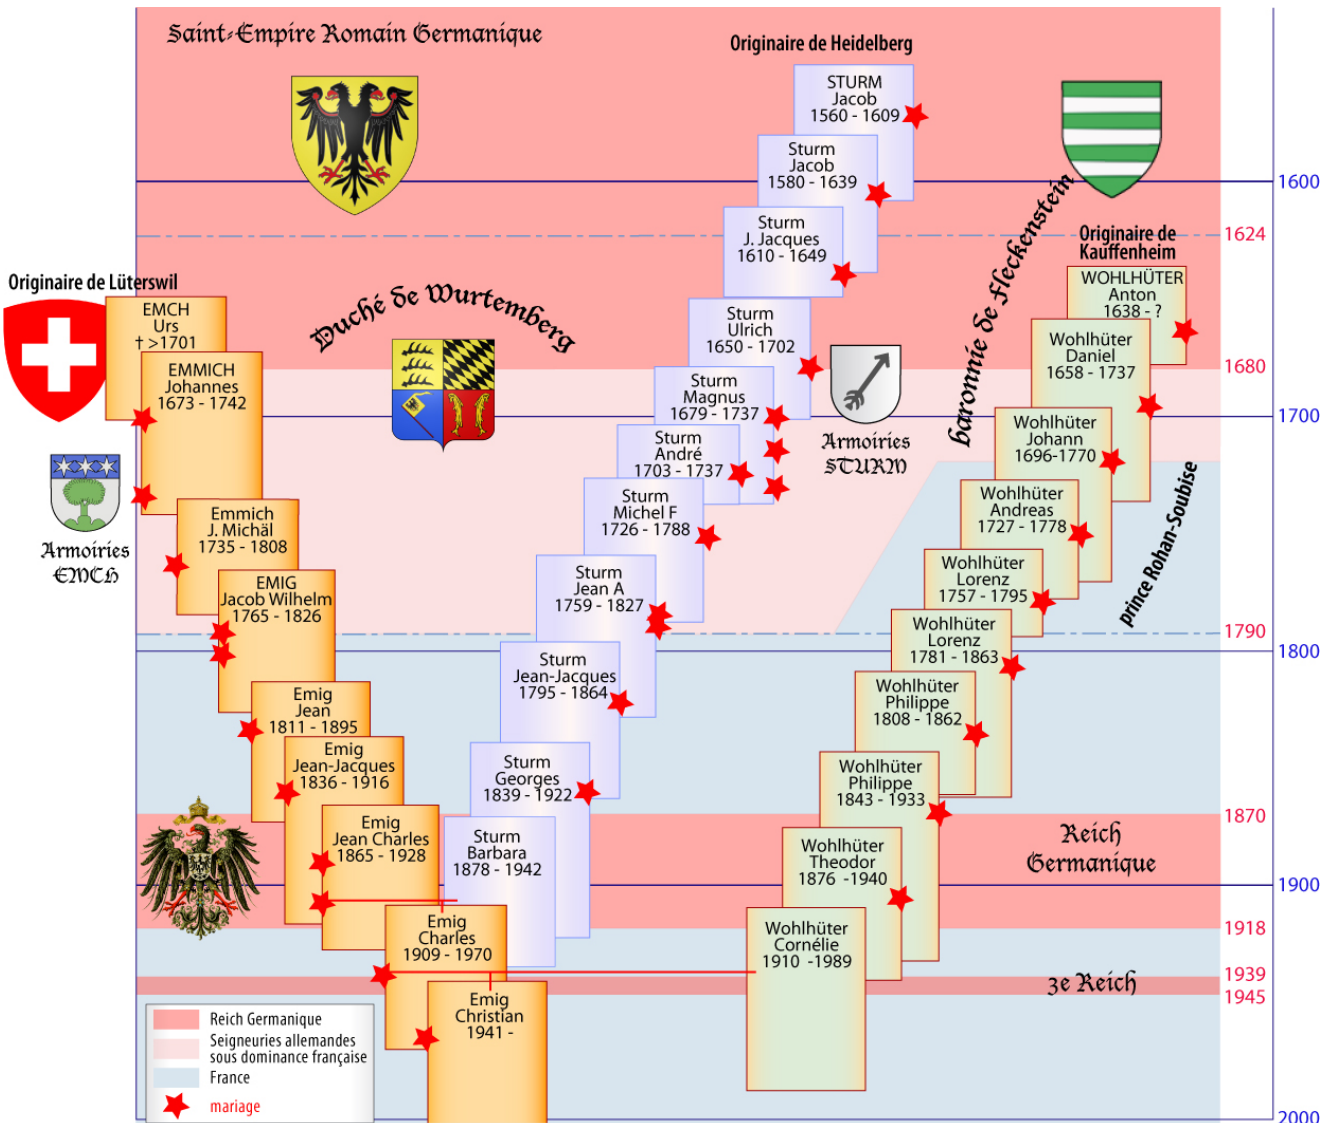 Saint-Empire Romain Germanique
Originaire de Heidelberg
STURM
Jacob
1560 - 1609
Sturm
Jacob
1580 - 1639
1600
Sturm
J. Jacques
1610 - 1649
1624
baronnie de Fleckenstein
Originaire de
Kauffenheim
WOHLHÜTER
Anton
1638 - ?
Originaire de Lüterswil
EMCH
Urs
† >1701
Duché de Wurtemberg
Sturm
Ulrich
1650 - 1702
Wohlhüter
Daniel
1658 - 1737
1680
EMMICH
Johannes
1673 - 1742
Sturm
Magnus
1679 - 1737
1700
Armoiries
STURM
Wohlhüter
Johann
1696-1770
Sturm
André
1703 - 1737
prince Rohan-Soubise
Armoiries
EMCH
Emmich
J. Michäl
1735 - 1808
Sturm
Michel F
1726 - 1788
Wohlhüter
Andreas
1727 - 1778
EMIG
Jacob Wilhelm
1765 - 1826
Sturm
Jean A
1759 - 1827
Wohlhüter
Lorenz
1757 - 1795
1790
Wohlhüter
Lorenz
1781 - 1863
1800
Sturm
Jean-Jacques
1795 - 1864
Emig
Jean
1811 - 1895
Wohlhüter
Philippe
1808 - 1862
Emig
Jean-Jacques
1836 - 1916
Sturm
Georges
1839 - 1922
Wohlhüter
Philippe
1843 - 1933
1870
Emig
Jean Charles
1865 - 1928
Sturm
Barbara
1878 - 1942
Wohlhüter
Theodor
1876 -1940
Reich
Germanique
1900
Emig
Charles
1909 - 1970
Wohlhüter
Cornélie
1910 -1989
1918
1939
3e Reich
1945
Emig
Christian
1941 -
Reich Germanique
Seigneuries allemandes
sous dominance française
France
mariage
2000